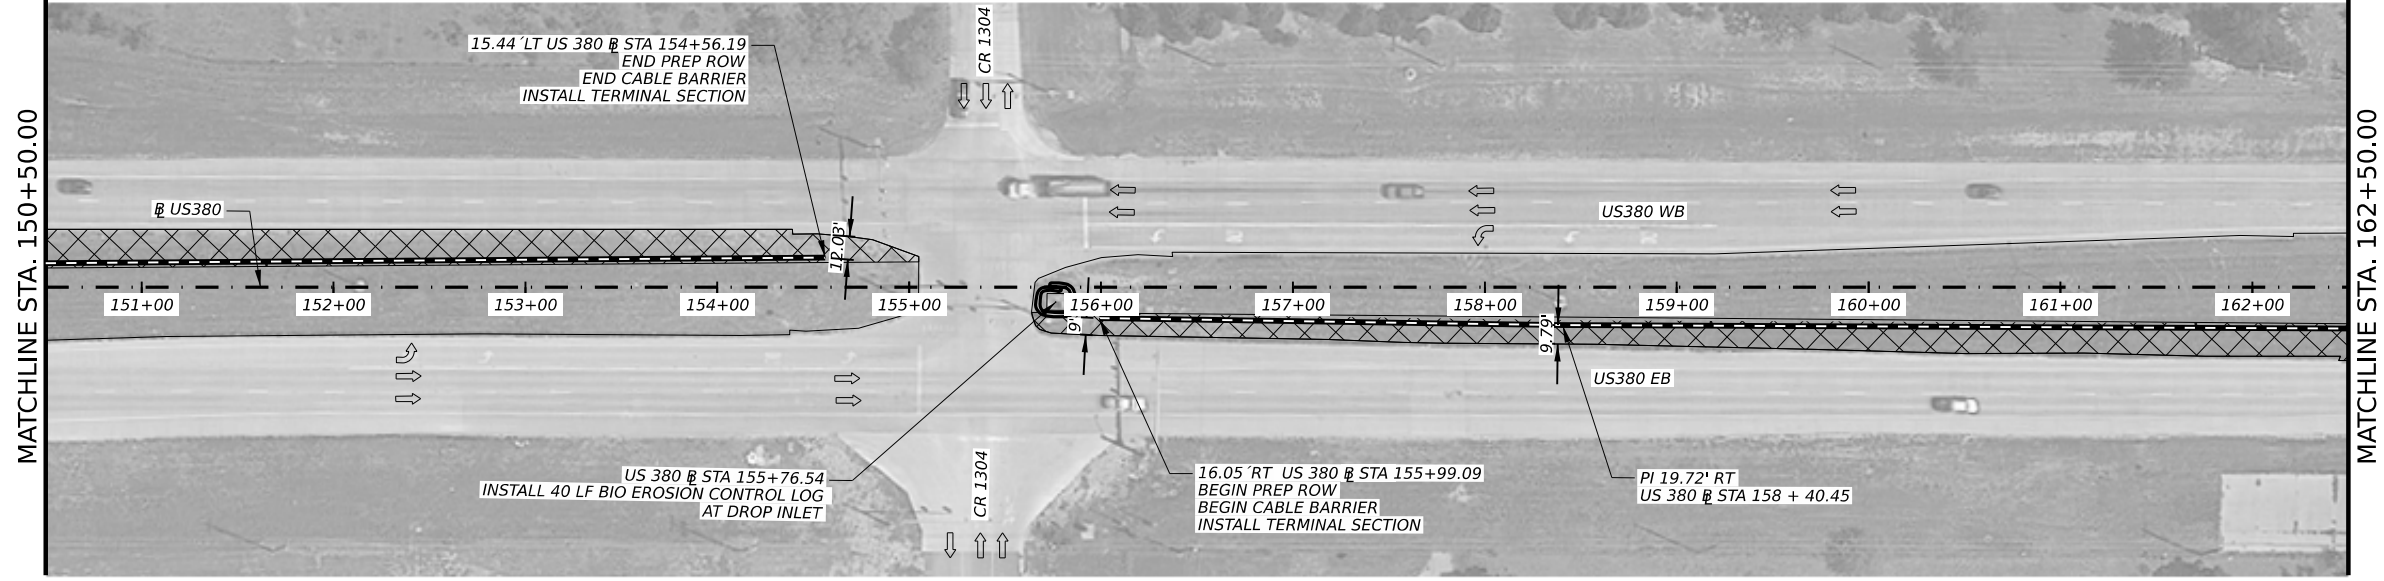 MATCHLINE STA. 150+50.00
15.44´LT US 380 ⅊ STA 154+56.19
END PREP ROW
END CABLE BARRIER
INSTALL TERMINAL SECTION
CR 1304
⅊ US380
12.03'
US380 WB
151+00
152+00
153+00
154+00
155+00
156+00
157+00
158+00
159+00
160+00
161+00
162+00
9'
9.79'
US380 EB
US 380 ⅊ STA 155+76.54
INSTALL 40 LF BIO EROSION CONTROL LOG
AT DROP INLET
CR 1304
16.05´RT US 380 ⅊ STA 155+99.09
BEGIN PREP ROW
BEGIN CABLE BARRIER
INSTALL TERMINAL SECTION
PI 19.72' RT
US 380 ⅊ STA 158 + 40.45
MATCHLINE STA. 162+50.00